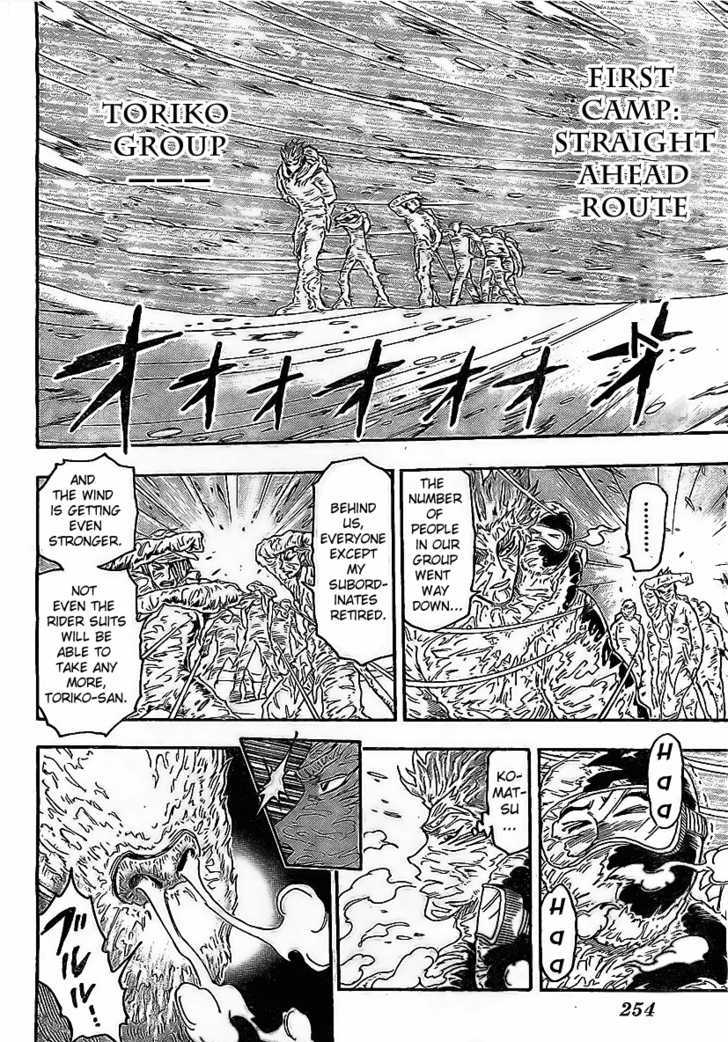 FIRST
CAMP:
STRAIGHT
AHEAD
ROUTE
TORIKO
GROUP
———
ドオオオオオオ
.........
THE
NUMBER
OF
PEOPLE
IN OUR
GROUP
WENT
WAY
DOWN...
BEHIND
US,
EVERYONE
EXCEPT
MY
SUBORD-
INATES
RETIRED.
AND
THE WIND
IS GETTING
EVEN
STRONGER.
NOT
EVEN THE
RIDER SUITS
WILL BE
ABLE TO
TAKE ANY
MORE,
TORIKO-SAN.
HAA
HAA
KO-
MAT-
SU
...
ブルルル...!
254